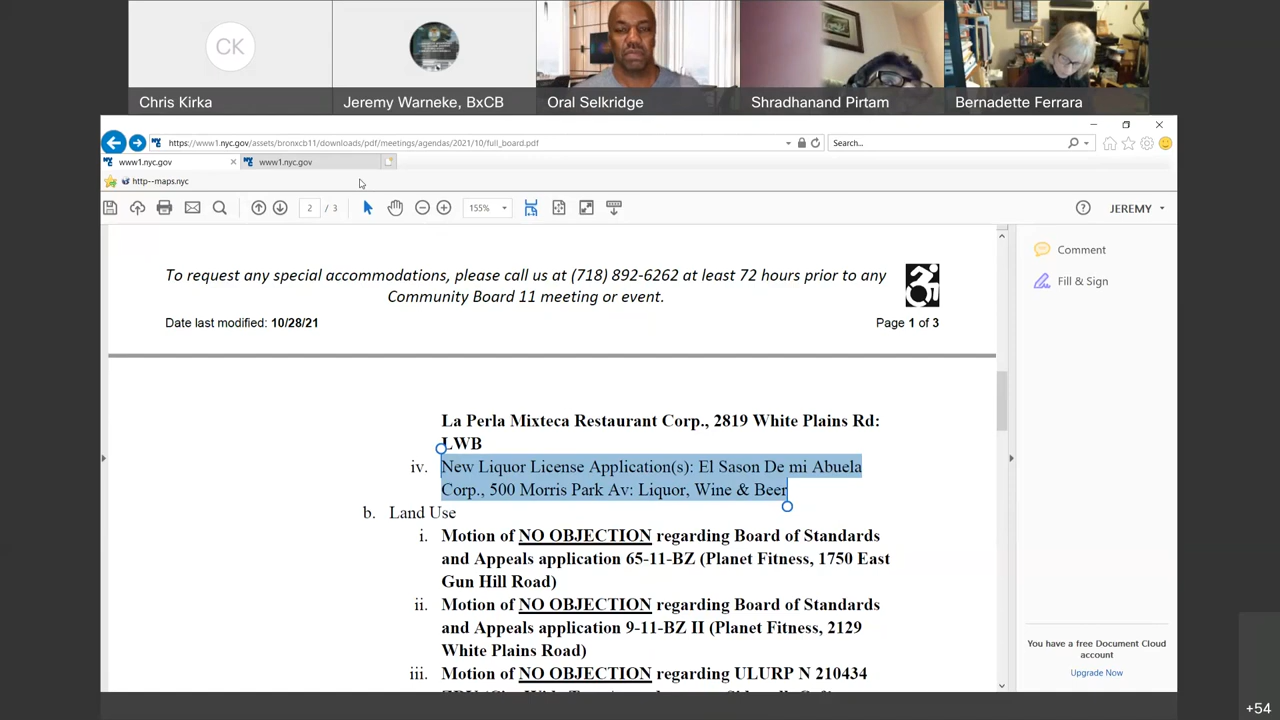 CK
Chris Kirka
Jeremy Warneke, BxCB
Oral Selkridge
Shradhanand Pirtam
Bernadette Ferrara
https://www1.nyc.gov/assets/bronxcb11/downloads/pdf/meetings/agendas/2021/10/full_board.pdf
Search...
www1.nyc.gov
www1.nyc.gov
http--maps.nyc
2 / 3
155%
JEREMY
To request any special accommodations, please call us at (718) 892-6262 at least 72 hours prior to any
Community Board 11 meeting or event.
Date last modified: 10/28/21
Page 1 of 3
La Perla Mixteca Restaurant Corp., 2819 White Plains Rd:
LWB
iv. New Liquor License Application(s): El Sason De mi Abuela
Corp., 500 Morris Park Av: Liquor, Wine & Beer
b. Land Use
i. Motion of NO OBJECTION regarding Board of Standards
and Appeals application 65-11-BZ (Planet Fitness, 1750 East
Gun Hill Road)
ii. Motion of NO OBJECTION regarding Board of Standards
and Appeals application 9-11-BZ II (Planet Fitness, 2129
White Plains Road)
iii. Motion of NO OBJECTION regarding ULURP N 210434
Comment
Fill & Sign
You have a free Document Cloud
account
Upgrade Now
+54